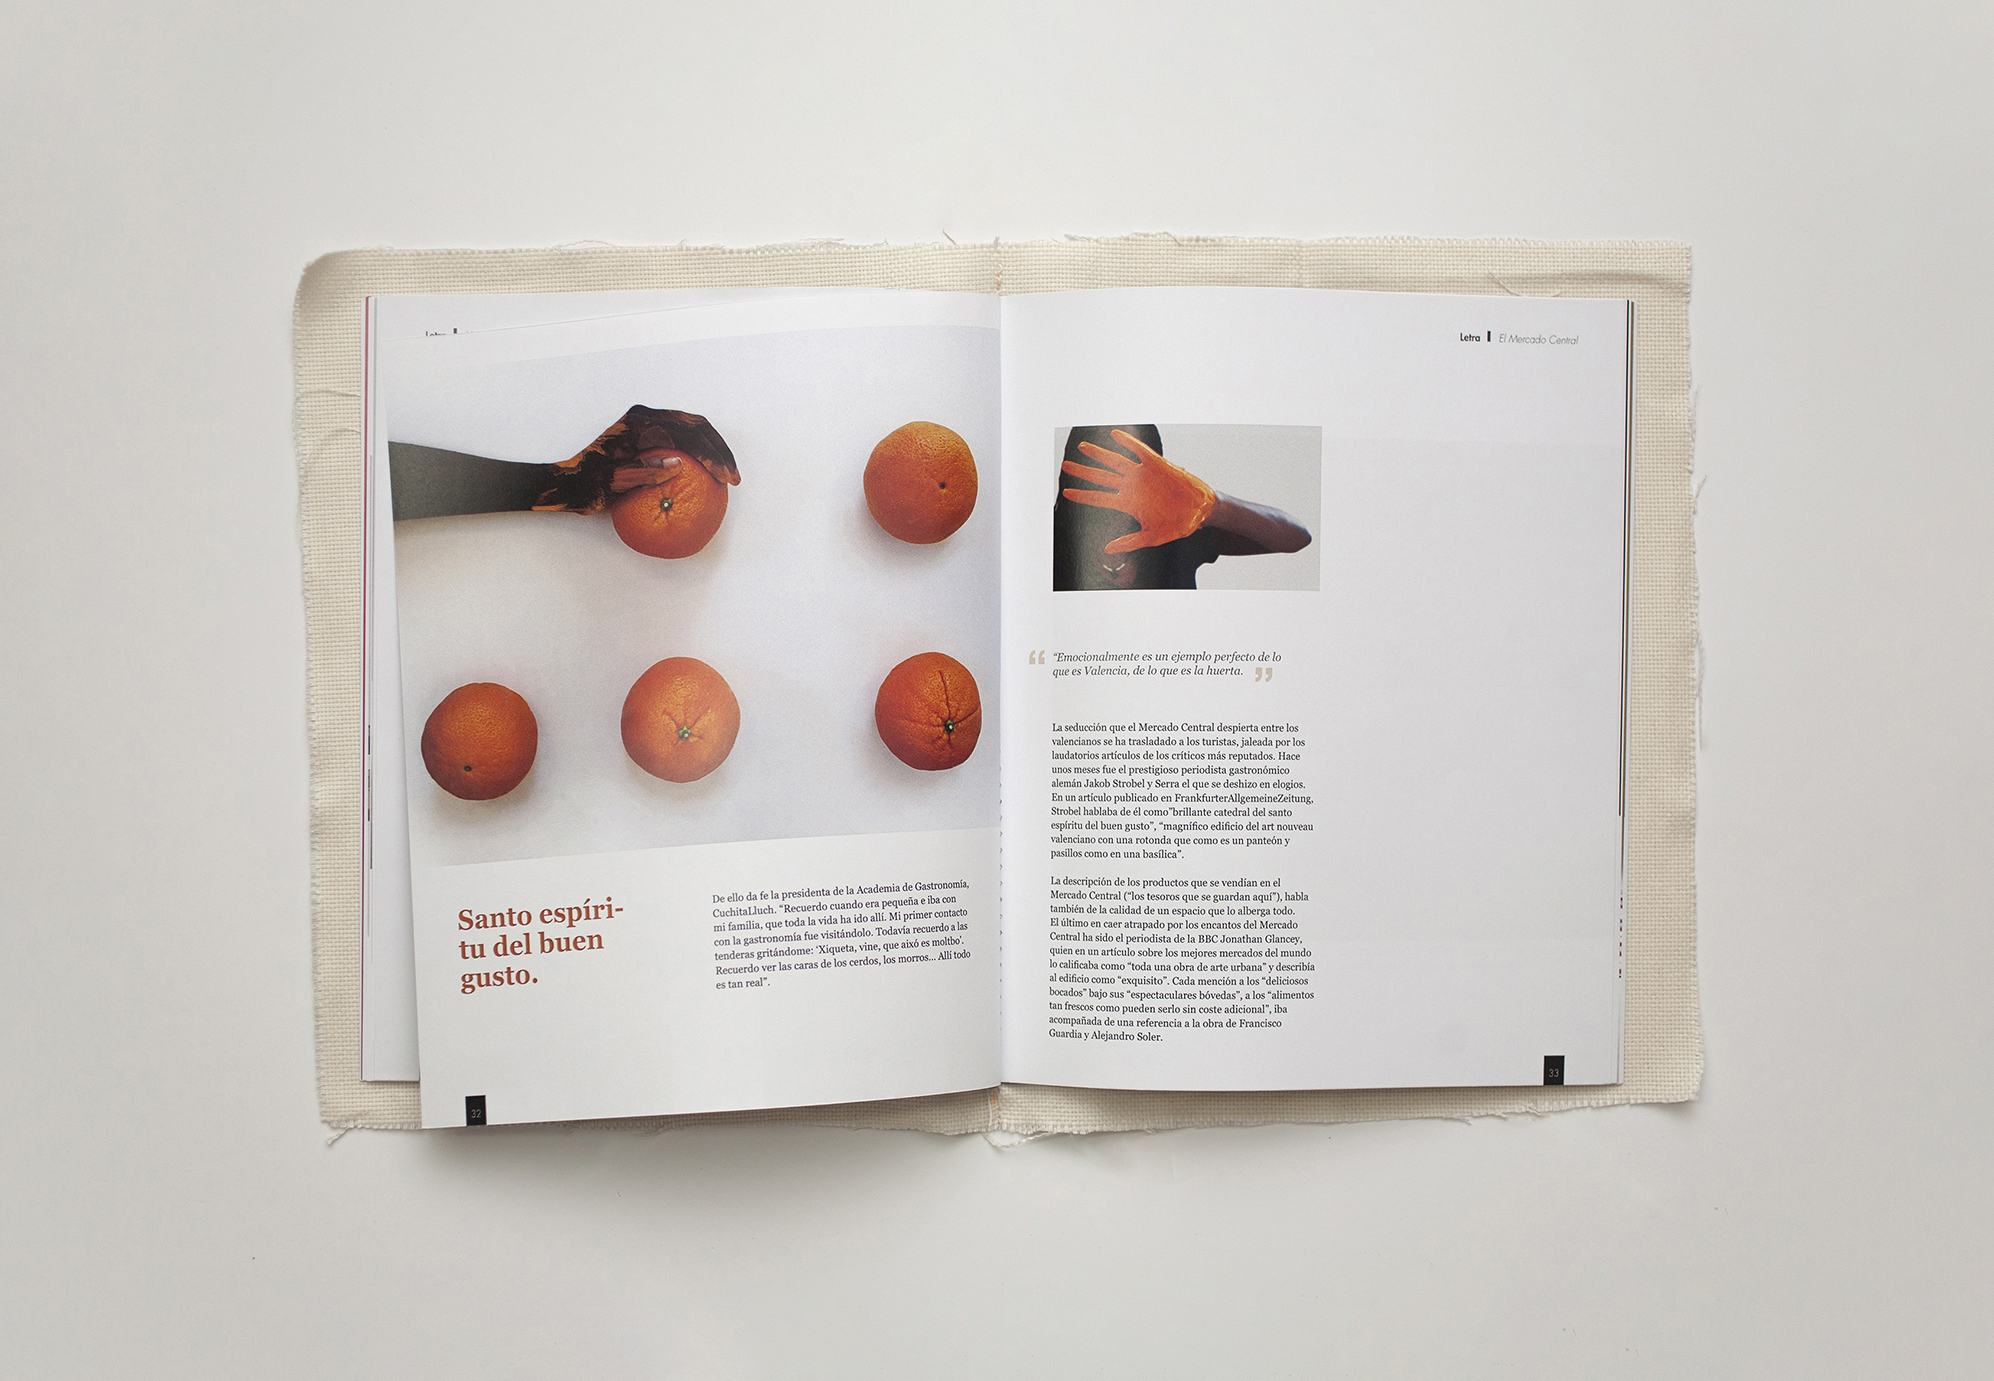 Santo espíri-
tu del buen
gusto.
De ello da fe la presidenta de la Academia de Gastronomía,
CuchitaLluch. “Recuerdo cuando era pequeña e iba con
mi familia, que toda la vida ha ido allí. Mi primer contacto
con la gastronomía fue visitándolo. Todavía recuerdo a las
tenderas gritándome: ‘Xiqueta, vine, que aixó es moltbo’.
Recuerdo ver las caras de los cerdos, los morros... Allí todo
es tan real”.
32
Letra El Mercado Central
“Emocionalmente es un ejemplo perfecto de lo
que es Valencia, de lo que es la huerta.
La seducción que el Mercado Central despierta entre los
valencianos se ha trasladado a los turistas, jaleada por los
laudatorios artículos de los críticos más reputados. Hace
unos meses fue el prestigioso periodista gastronómico
alemán Jakob Strobel y Serra el que se deshizo en elogios.
En un artículo publicado en FrankfurterAllgemeineZeitung,
Strobel hablaba de él como”brillante catedral del santo
espíritu del buen gusto”, “magnífico edificio del art nouveau
valenciano con una rotonda que como es un panteón y
pasillos como en una basílica”.
La descripción de los productos que se vendían en el
Mercado Central (“los tesoros que se guardan aquí”), habla
también de la calidad de un espacio que lo alberga todo.
El último en caer atrapado por los encantos del Mercado
Central ha sido el periodista de la BBC Jonathan Glancey,
quien en un artículo sobre los mejores mercados del mundo
lo calificaba como “toda una obra de arte urbana” y describía
al edificio como “exquisito”. Cada mención a los “deliciosos
bocados” bajo sus “espectaculares bóvedas”, a los “alimentos
tan frescos como pueden serlo sin coste adicional”, iba
acompañada de una referencia a la obra de Francisco
Guardia y Alejandro Soler.
33